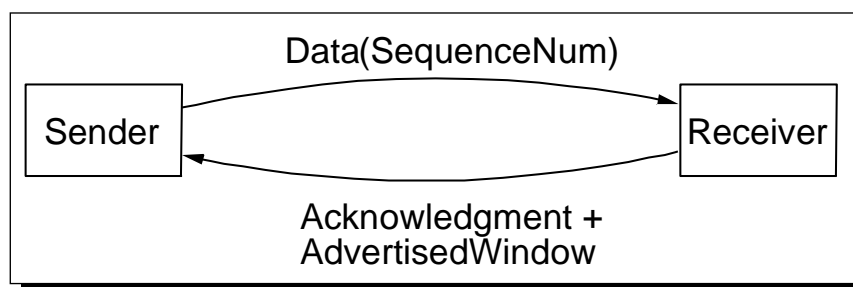 Data(SequenceNum)
Sender
Receiver
Acknowledgment +
AdvertisedWindow